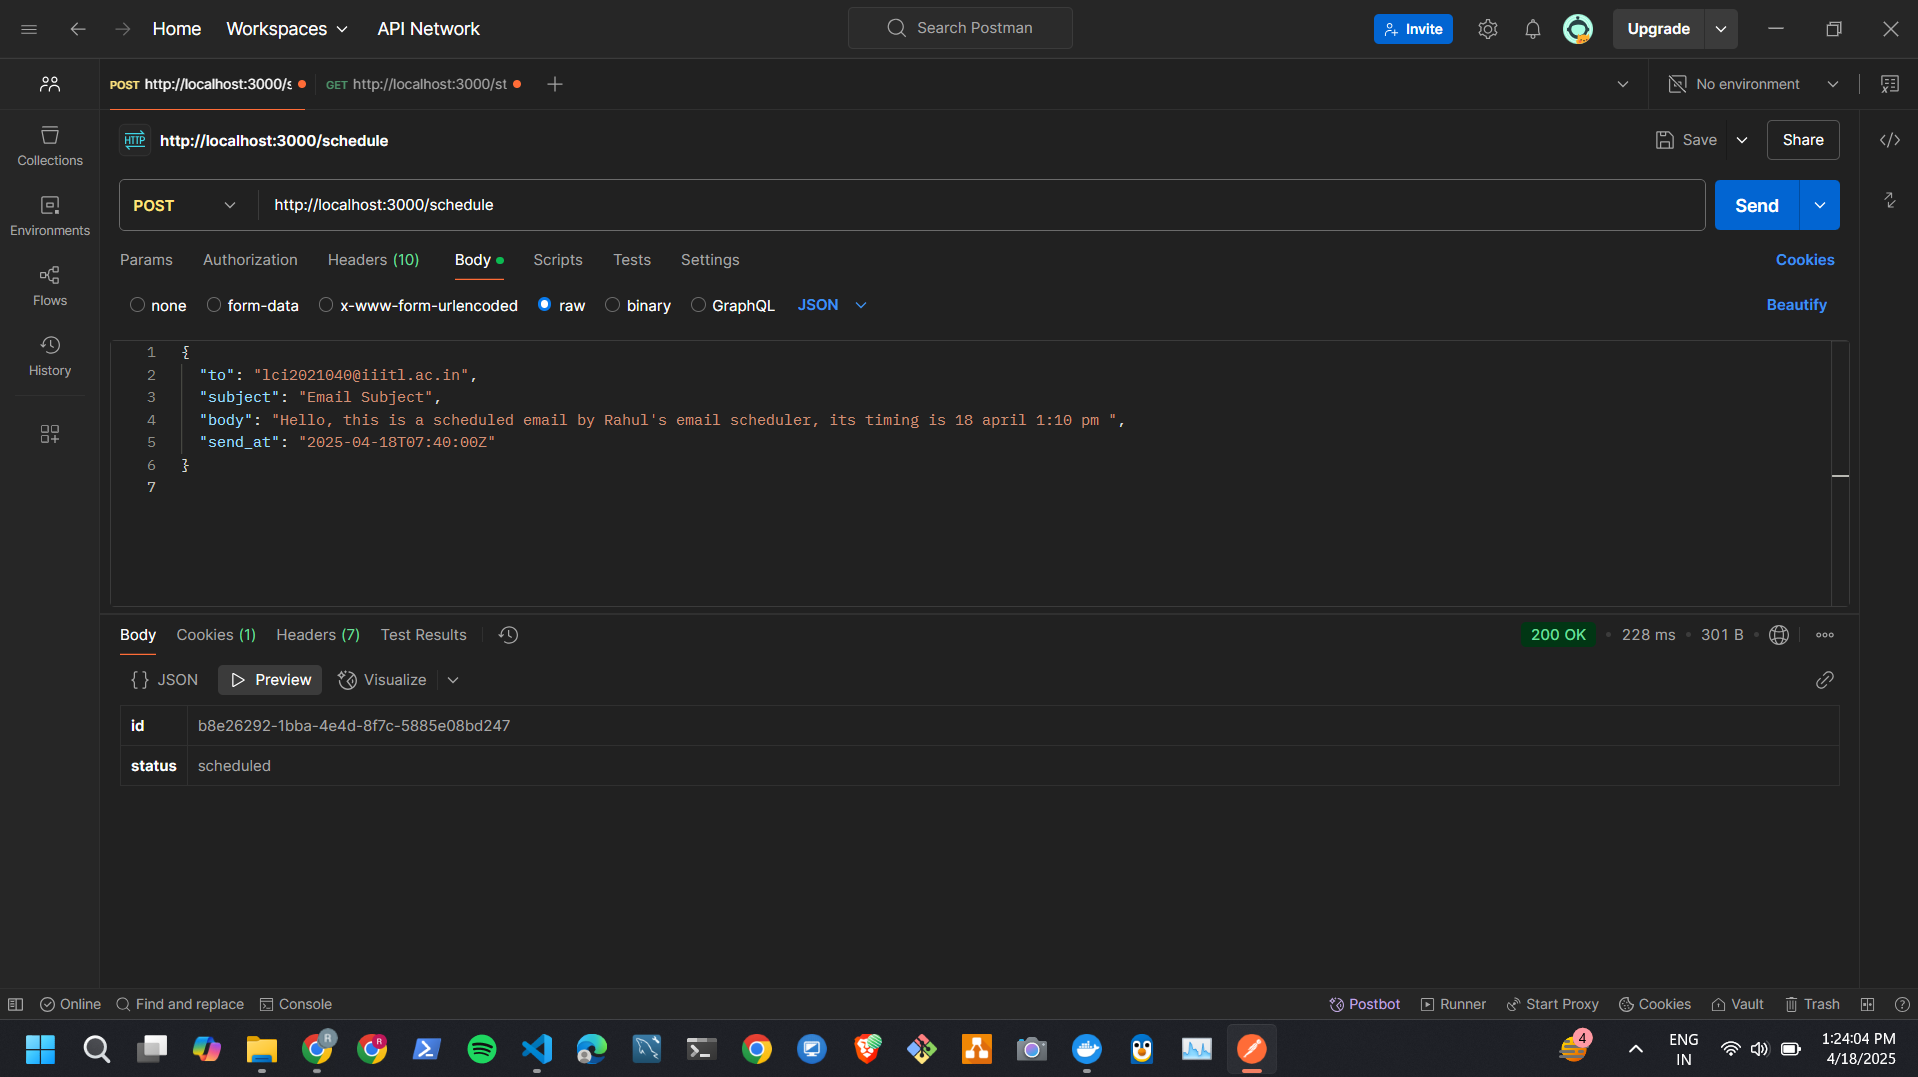 Home Workspaces API Network Search Postman Invite Upgrade
POST http://localhost:3000/s GET http://localhost:3000/st No environment
HTTP http://localhost:3000/schedule Save Share
POST http://localhost:3000/schedule Send
Params Authorization Headers (10) Body Scripts Tests Settings Cookies
none form-data x-www-form-urlencoded raw binary GraphQL JSON Beautify
Collections
Environments
Flows
History
1 {
2 "to": "lci2021040@iiitl.ac.in",
3 "subject": "Email Subject",
4 "body": "Hello, this is a scheduled email by Rahul's email scheduler, its timing is 18 april 1:10 pm ",
5 "send_at": "2025-04-18T07:40:00Z"
6 }
7
Body Cookies (1) Headers (7) Test Results 200 OK 228 ms 301 B
{} JSON Preview Visualize
id b8e26292-1bba-4e4d-8f7c-5885e08bd247
status scheduled
Online Find and replace Console Postbot Runner Start Proxy Cookies Vault Trash
R R 4 ENG 1:24:04 PM
IN 4/18/2025